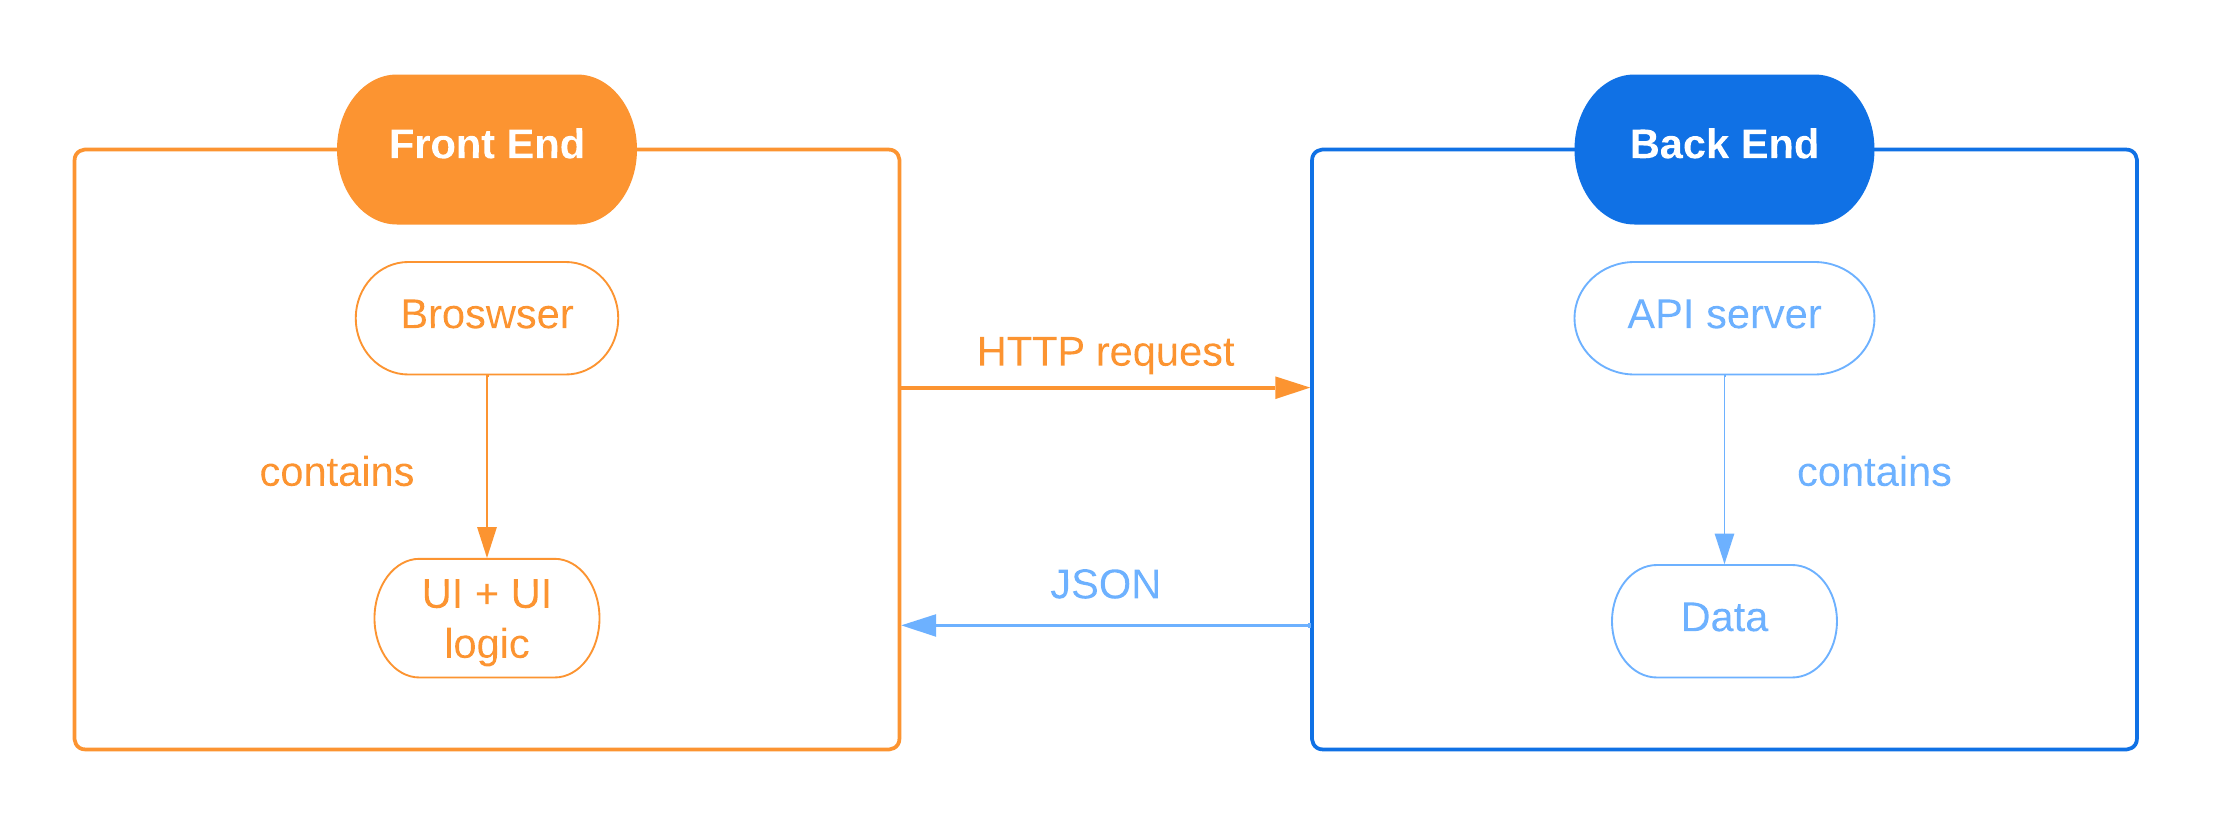 Front End
Broswser
contains
UI + UI
logic
HTTP request
JSON
Back End
API server
contains
Data